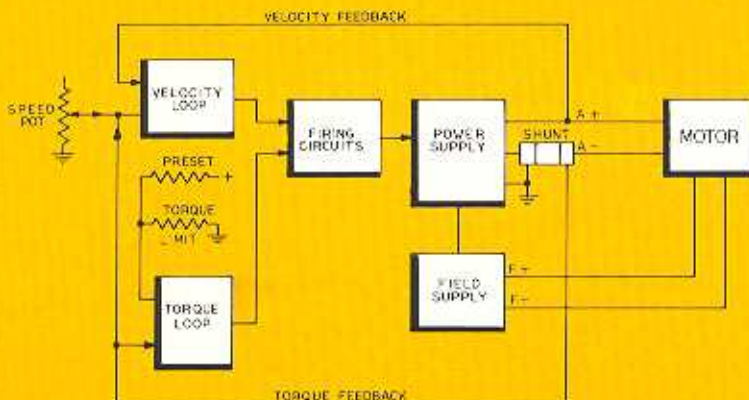 VELOCITY FEEDBACK
VELOCITY
LOOP
SPEED
POT
FIRING
CIRCUITS
POWER
SUPPLY
SHUNT
A+
A-
MOTOR
PRESET
+
TORQUE
LMIT
TORQUE
LOOP
FIELD
SUPPLY
F+
F+
TORQUE FEEDBACK